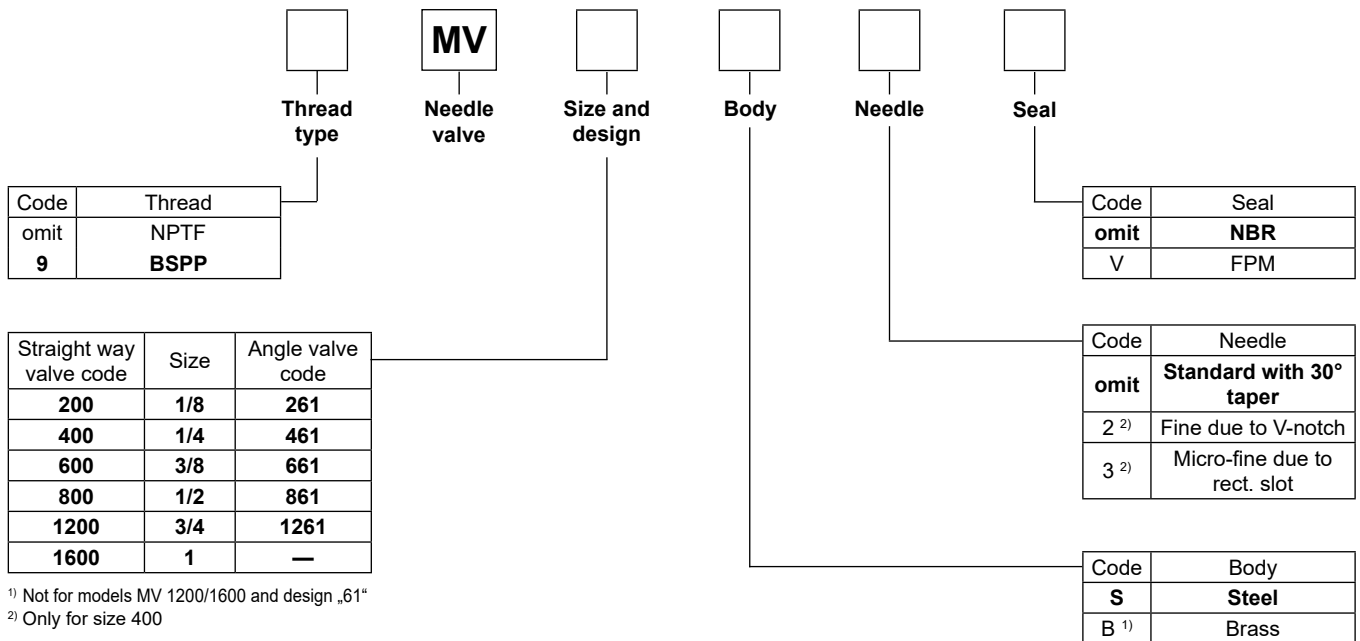 MV
Thread type
Needle valve
Size and design
Body
Needle
Seal
Code Thread
omit NPTF
9 BSPP
Code Seal
omit NBR
V FPM
Straight way valve code Size Angle valve code
200 1/8 261
400 1/4 461
600 3/8 661
800 1/2 861
1200 3/4 1261
1600 1 —
Code Needle
omit Standard with 30° taper
2 2) Fine due to V-notch
3 2) Micro-fine due to rect. slot
Code Body
S Steel
B 1) Brass
1) Not for models MV 1200/1600 and design „61“
2) Only for size 400